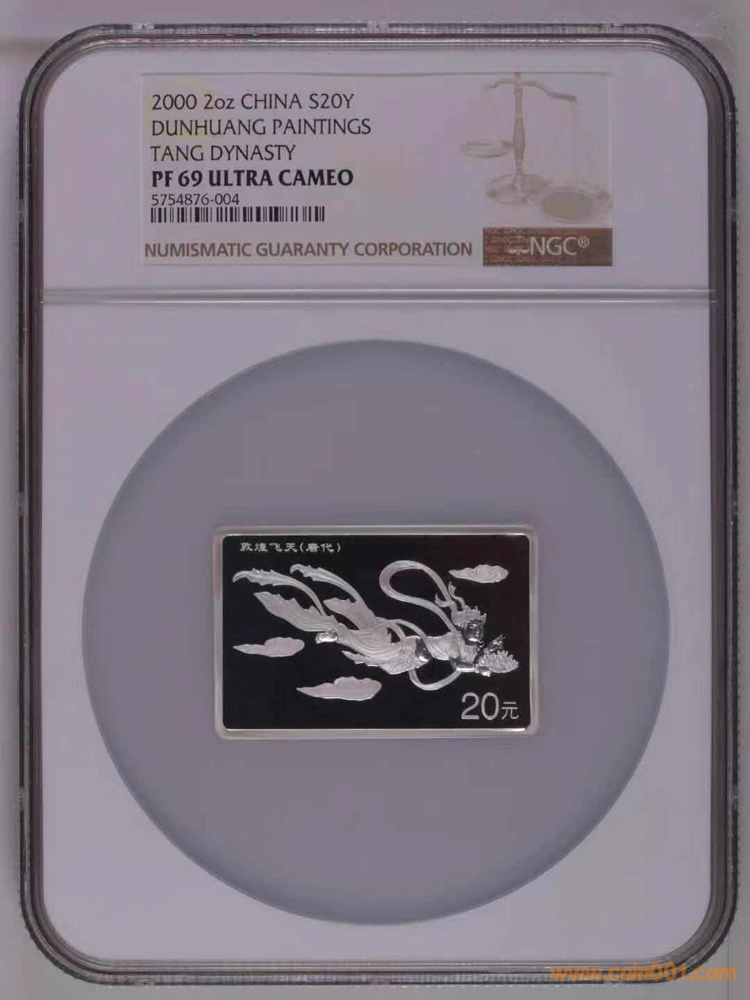 2000 2oz CHINA S20Y
DUNHUANG PAINTINGS
TANG DYNASTY
PF 69 ULTRA CAMEO
5754876-004
NUMISMATIC GUARANTY CORPORATION
NGC®
敦煌飞天(唐代)
20元
www.coin001.com